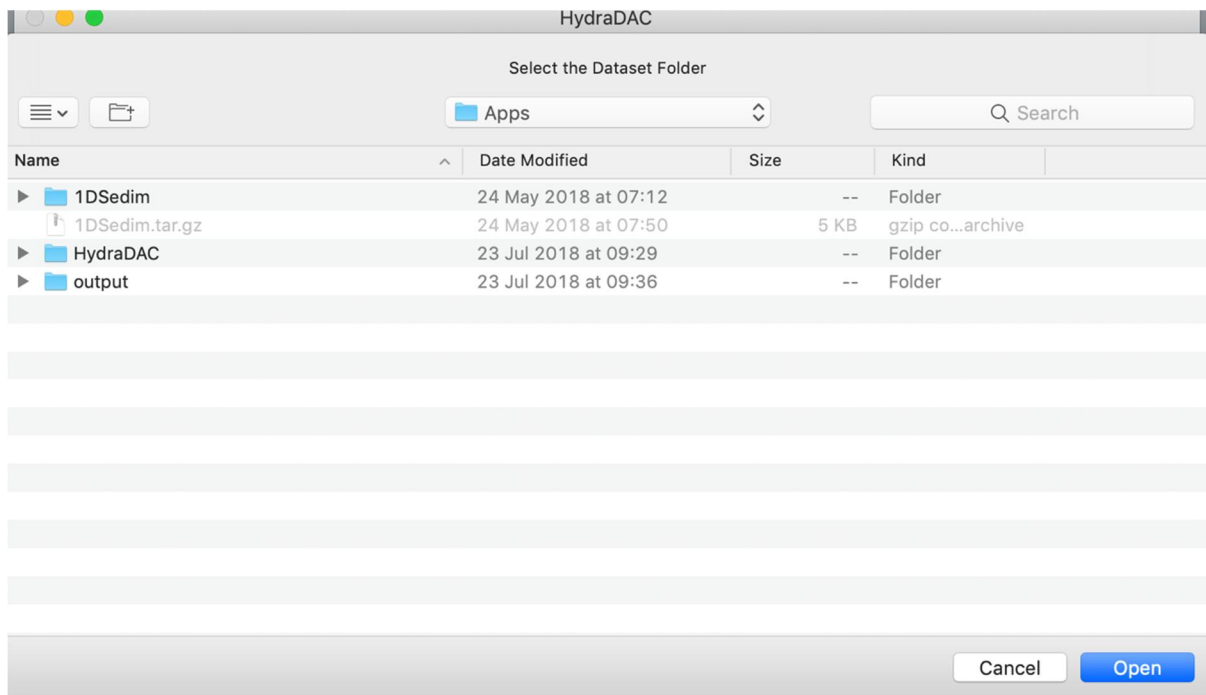 HydraDAC
Select the Dataset Folder
Apps
Search
Name Date Modified Size Kind
1DSedim 24 May 2018 at 07:12 -- Folder
1DSedim.tar.gz 24 May 2018 at 07:50 5 KB gzip co...archive
HydraDAC 23 Jul 2018 at 09:29 -- Folder
output 23 Jul 2018 at 09:36 -- Folder
Cancel Open